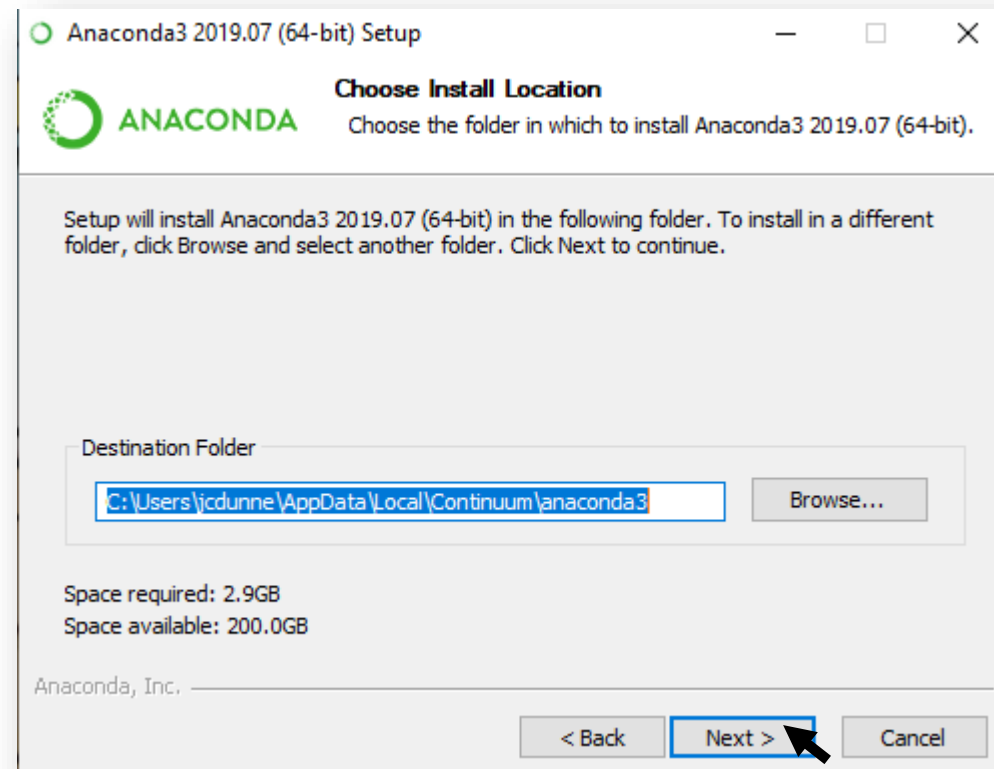 Anaconda3 2019.07 (64-bit) Setup
ANACONDA
Choose Install Location
Choose the folder in which to install Anaconda3 2019.07 (64-bit).
Setup will install Anaconda3 2019.07 (64-bit) in the following folder. To install in a different
folder, click Browse and select another folder. Click Next to continue.
Destination Folder
C:\Users\jcdunne\AppData\Local\Continuum\anaconda3
Browse...
Space required: 2.9GB
Space available: 200.0GB
Anaconda, Inc.
< Back
Next >
Cancel